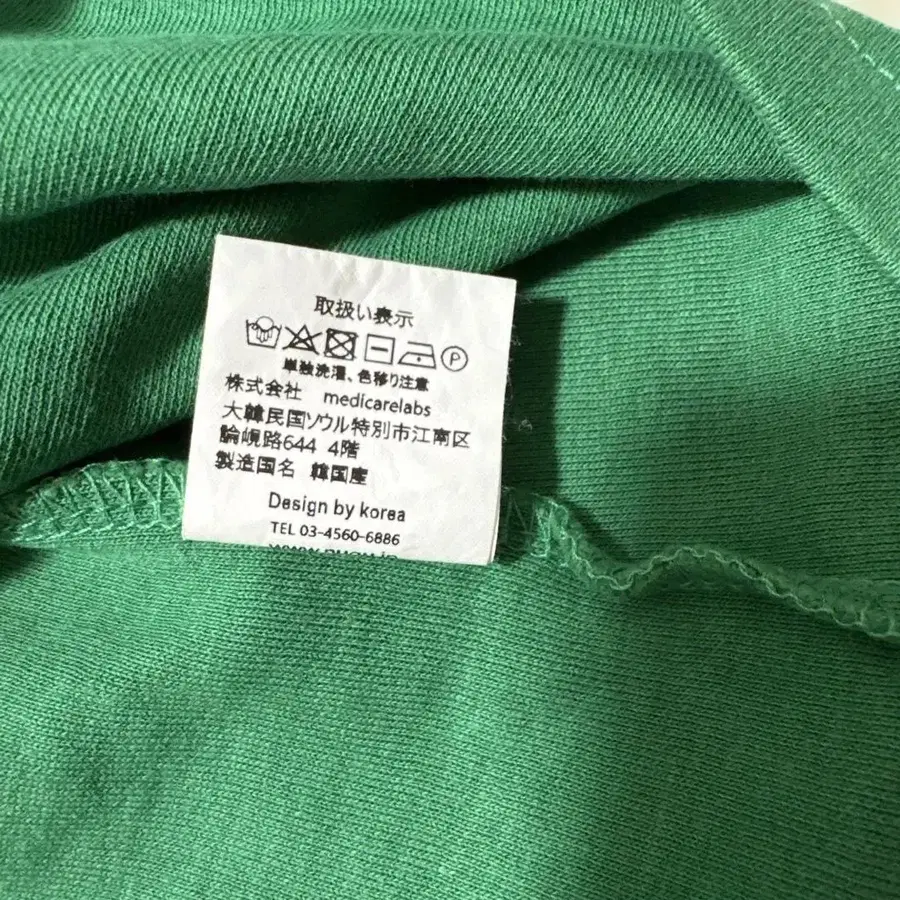 取扱い表示
P
単独洗濯、色移り注意
株式会社 medicarelabs
大韓民国ソウル特別市江南区
論峴路644 4階
製造国名 韓国産
Design by korea
TEL 03-4560-6886